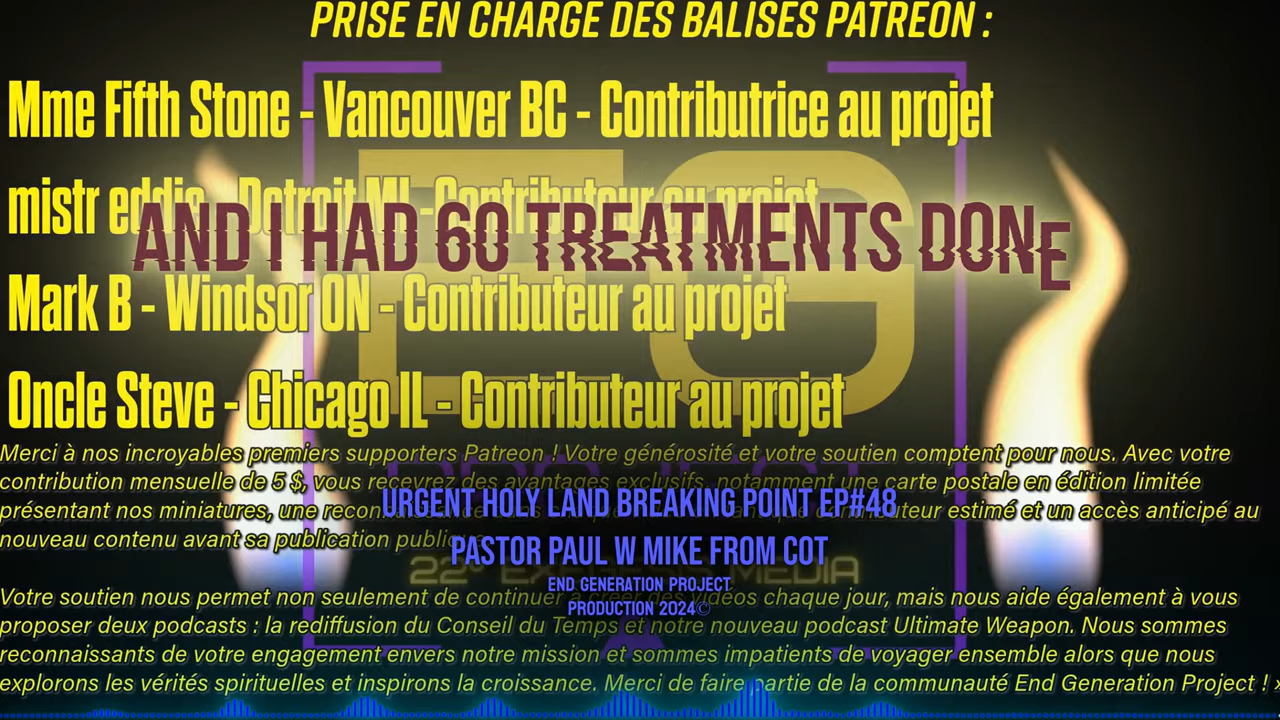 PRISE EN CHARGE DES BALISES PATREON :
Mme Fifth Stone - Vancouver BC - Contributrice au projet
mistr eddie - Detroit MI - Contributeur au projet
AND I HAD 60 TREATMENTS DONE
Mark B - Windsor ON - Contributeur au projet
Oncle Steve - Chicago IL - Contributeur au projet
Merci à nos incroyables premiers supporters Patreon ! Votre générosité et votre soutien comptent pour nous. Avec votre
contribution mensuelle de 5 $, vous recevrez des avantages exclusifs, notamment une carte postale en édition limitée
URGENT HOLY LAND BREAKING POINT EP#48
présentant nos miniatures, une contributeur estimé et un accès anticipé au
nouveau contenu avant sa publication
PASTOR PAUL W MIKE FROM COT
END GENERATION PROJECT
PRODUCTION 2024©
Votre soutien nous permet non seulement de continuer à créer des vidéos chaque jour, mais nous aide également à vous
proposer deux podcasts : la rediffusion du Conseil du Temps et notre nouveau podcast Ultimate Weapon. Nous sommes
reconnaissants de votre engagement envers notre mission et sommes impatients de voyager ensemble alors que nous
explorons les vérités spirituelles et inspirons la croissance. Merci de faire partie de la communauté End Generation Project ! »